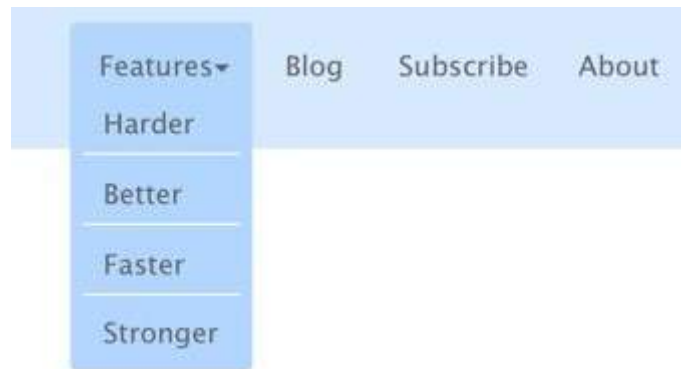 Features Blog Subscribe About
Harder
Better
Faster
Stronger